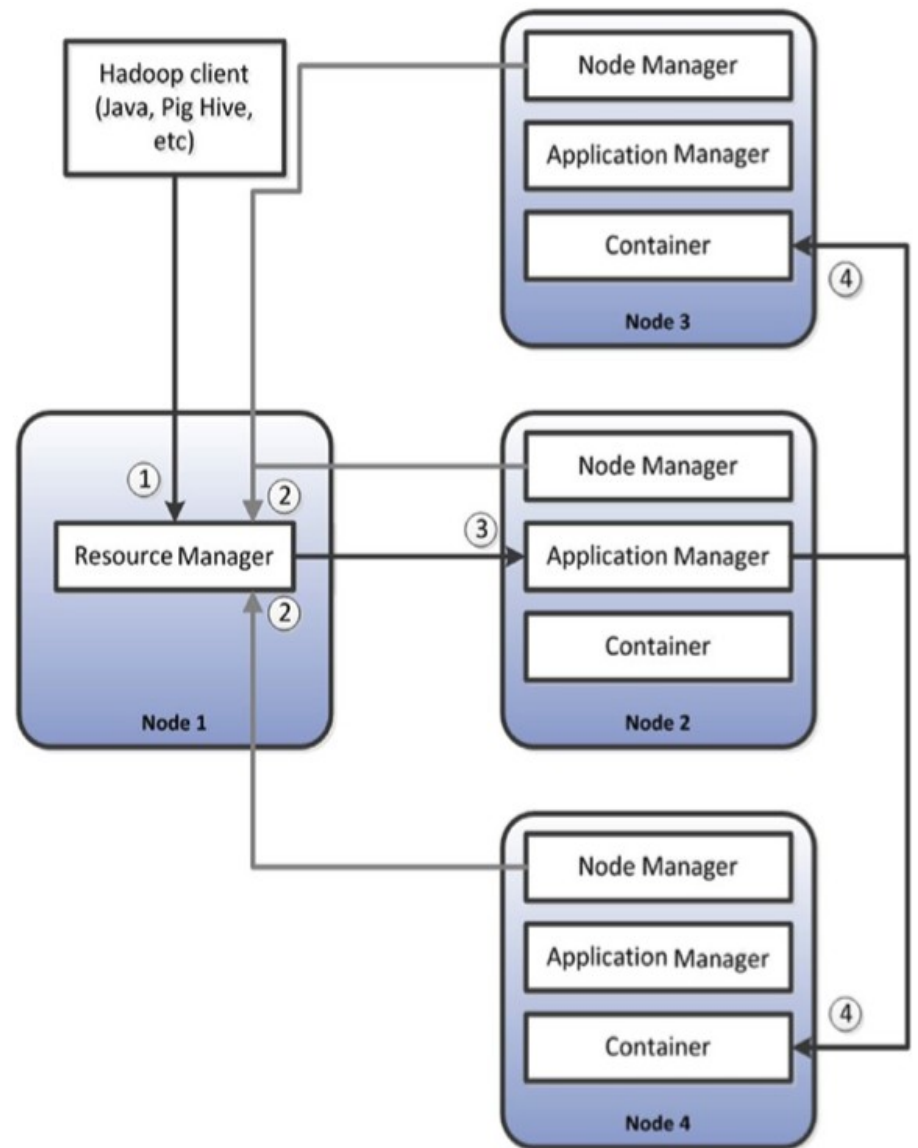 Hadoop client
(Java, Pig Hive,
etc)
Node Manager
Application Manager
Container
4
Node 3
1
2
Resource Manager
2
Node 1
Node Manager
3
Application Manager
Container
Node 2
Node Manager
Application Manager
4
Container
Node 4